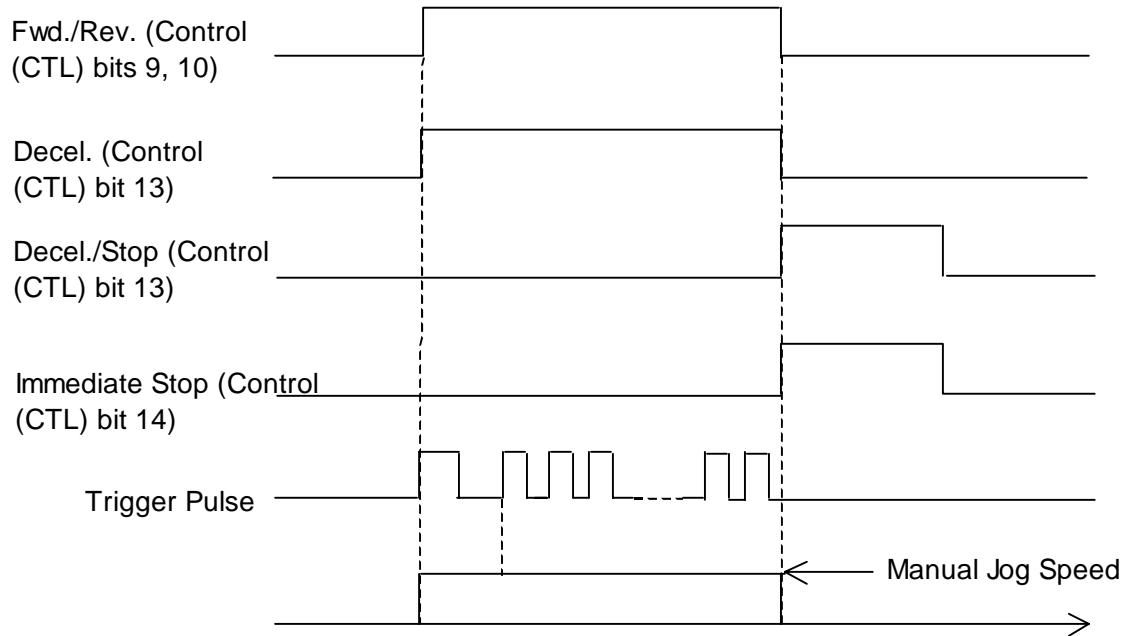 Fwd./Rev. (Control
(CTL) bits 9, 10)
Decel. (Control
(CTL) bit 13)
Decel./Stop (Control
(CTL) bit 13)
Immediate Stop (Control
(CTL) bit 14)
Trigger Pulse
Manual Jog Speed